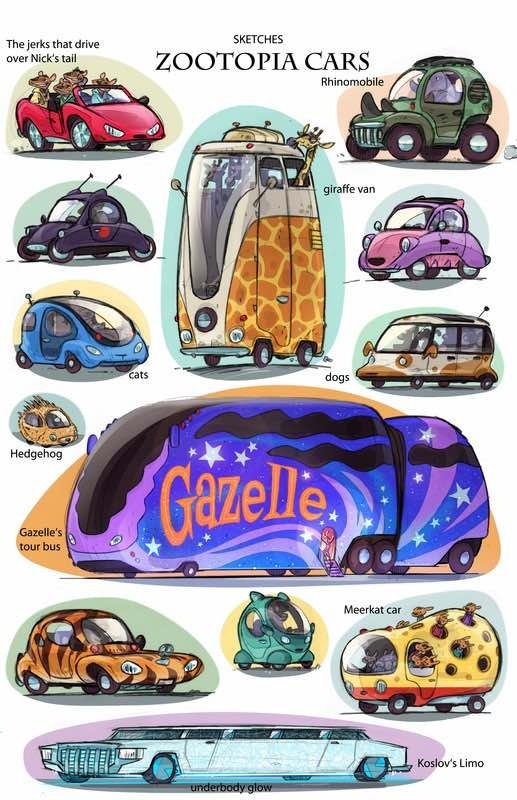 SKETCHES
ZOOTOPIA CARS
The jerks that drive
over Nick's tail
Rhinomobile
giraffe van
cats
dogs
Hedgehog
Gazelle
Gazelle's
tour bus
Meerkat car
Koslov's Limo
underbody glow